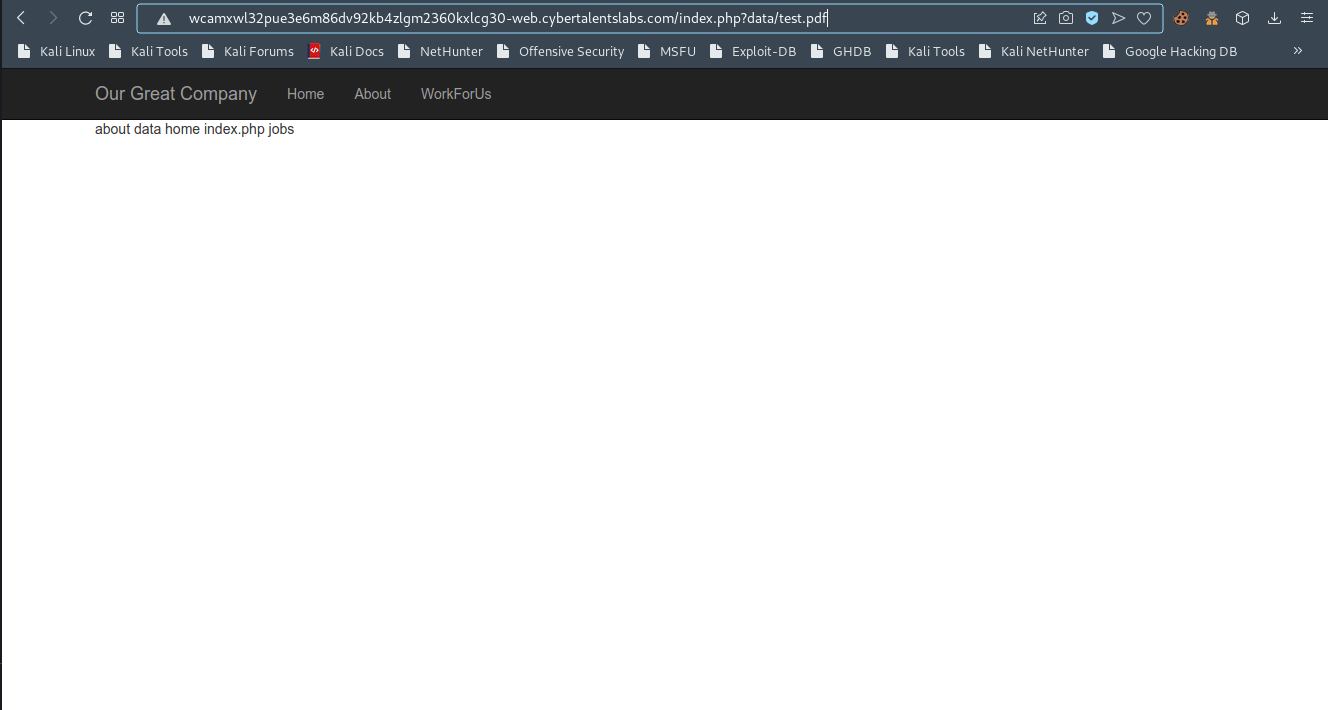 wcamxwl32pue3e6m86dv92kb4zlgm2360kxlcg30-web.cybertalentslabs.com/index.php?data/test.pdf
Kali Linux Kali Tools Kali Forums Kali Docs NetHunter Offensive Security MSFU Exploit-DB GHDB Kali Tools Kali NetHunter Google Hacking DB »
Our Great Company Home About WorkForUs
about data home index.php jobs